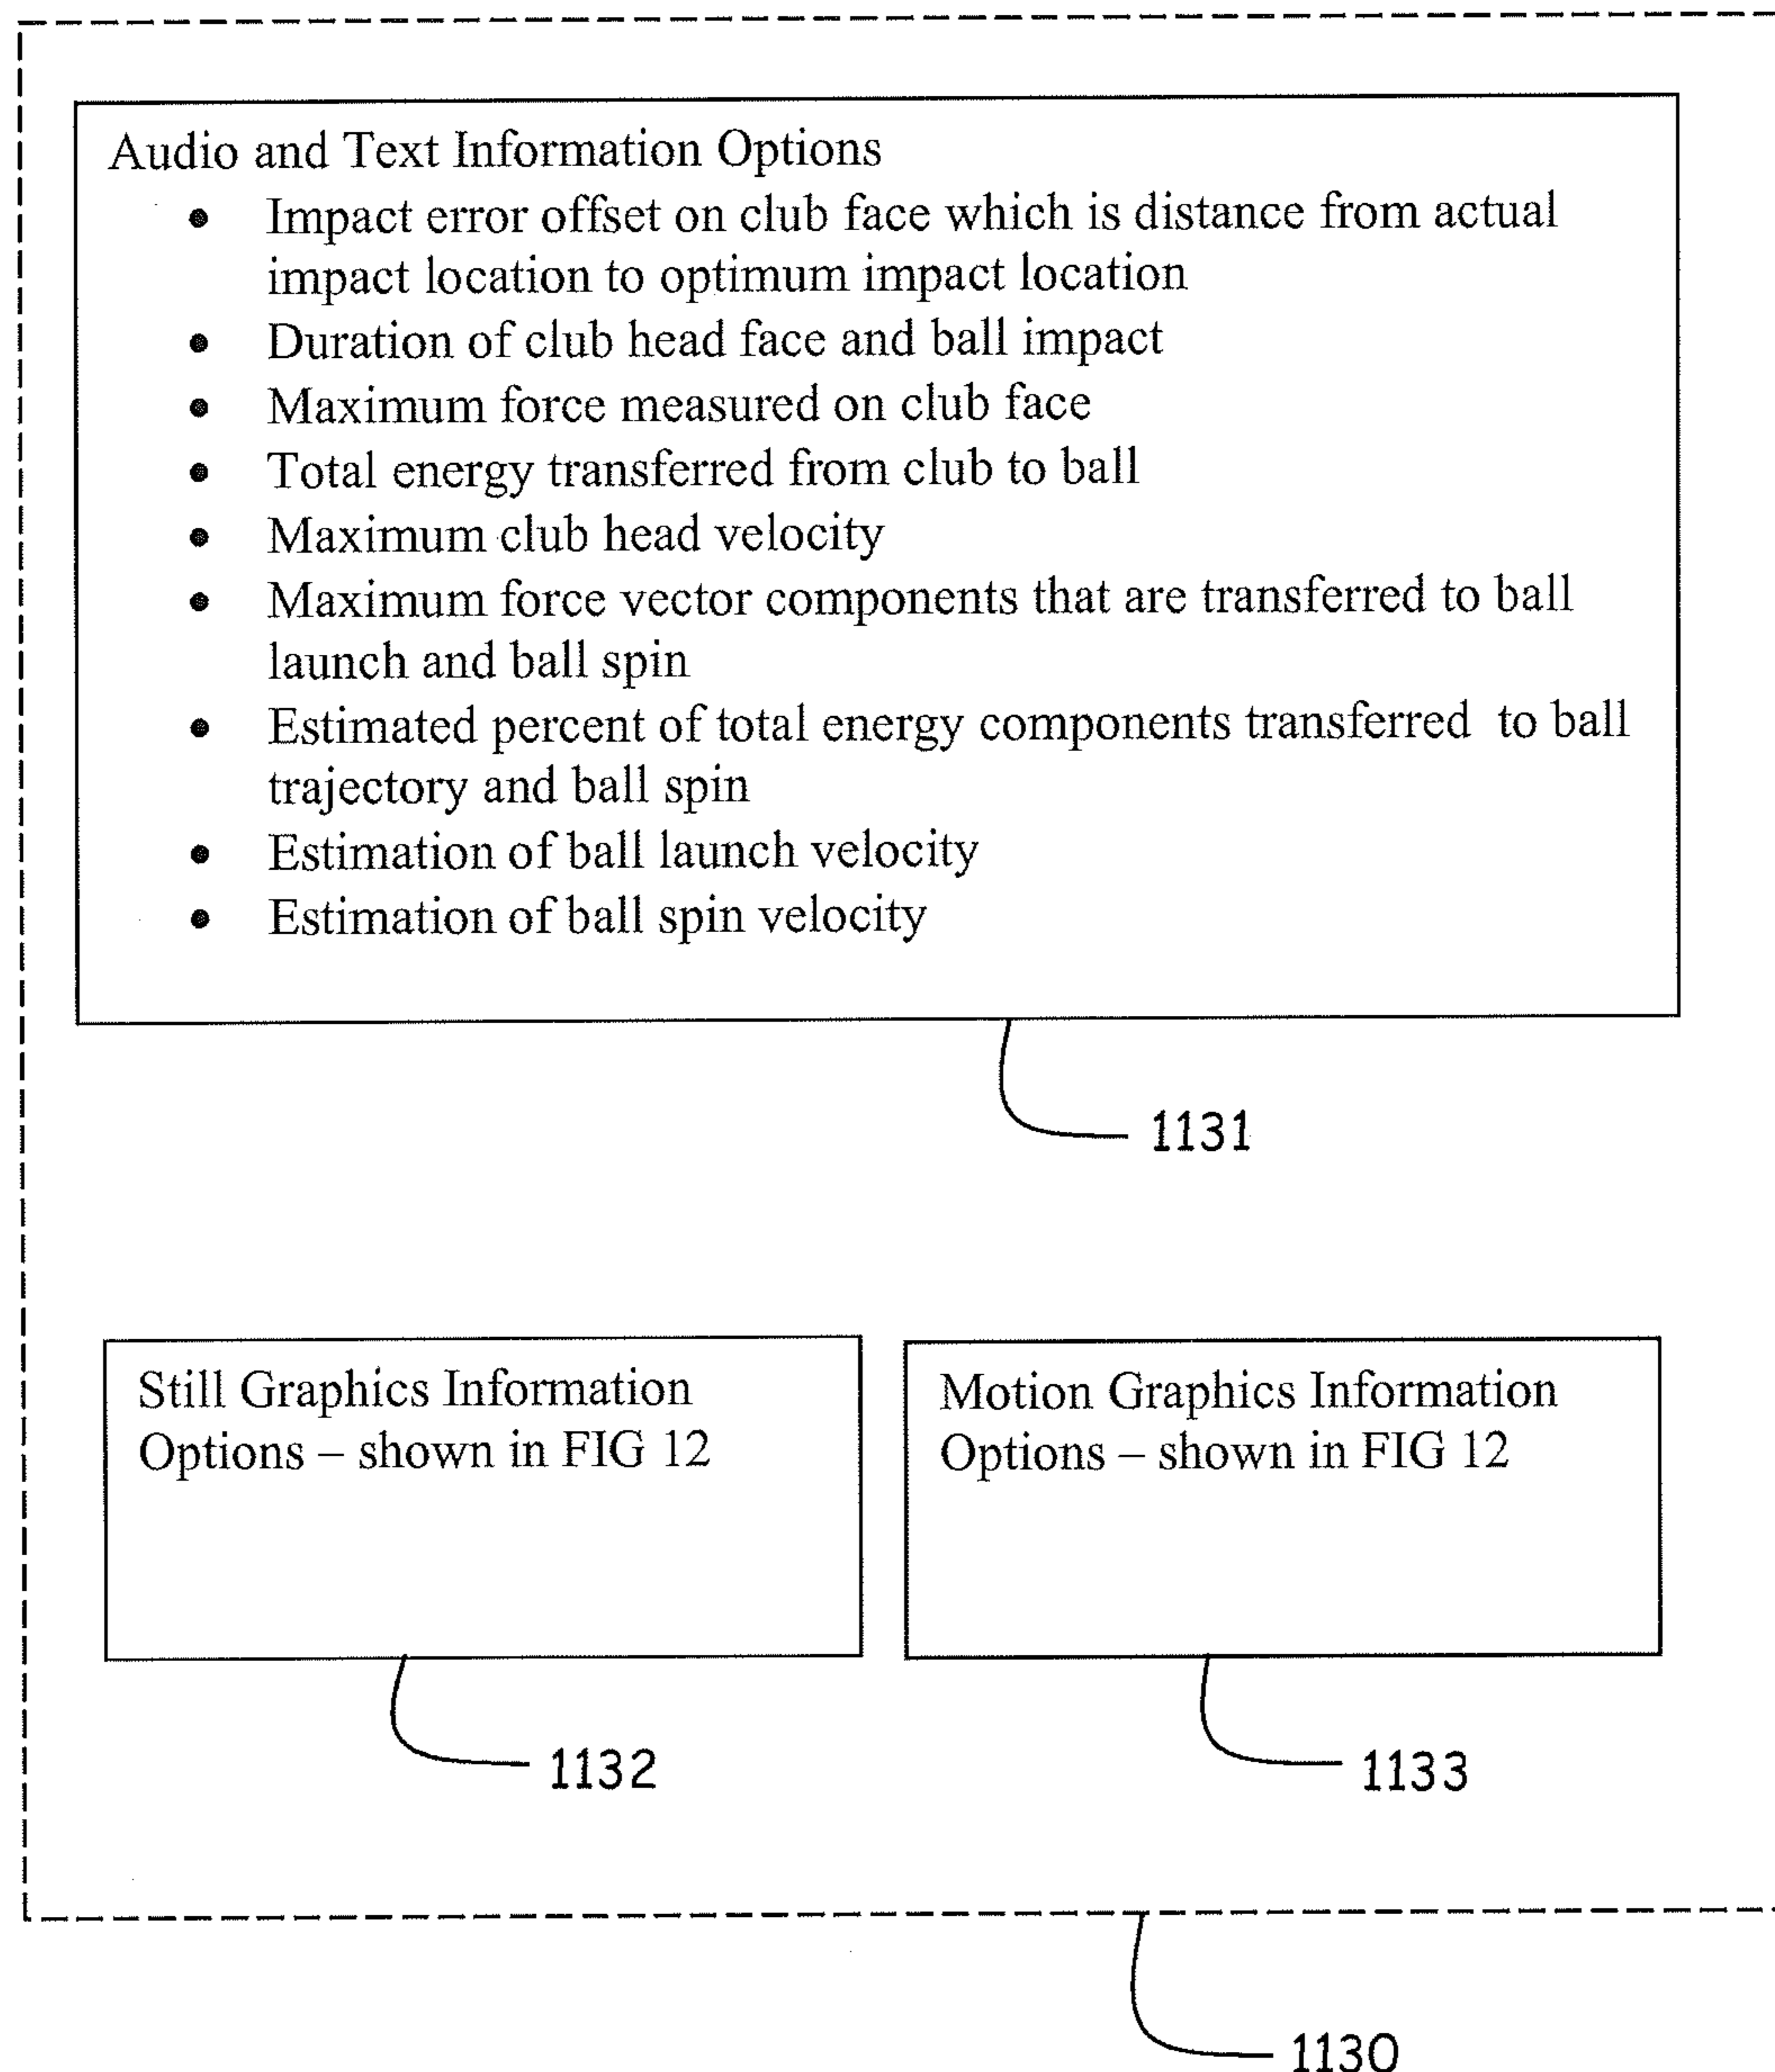 Audio and Text Information Options
• Impact error offset on club face which is distance from actual
impact location to optimum impact location
• Duration of club head face and ball impact
• Maximum force measured on club face
• Total energy transferred from club to ball
• Maximum club head velocity
• Maximum force vector components that are transferred to ball
launch and ball spin
• Estimated percent of total energy components transferred to ball
trajectory and ball spin
• Estimation of ball launch velocity
• Estimation of ball spin velocity
1131
Still Graphics Information
Options – shown in FIG 12
1132
Motion Graphics Information
Options – shown in FIG 12
1133
1130